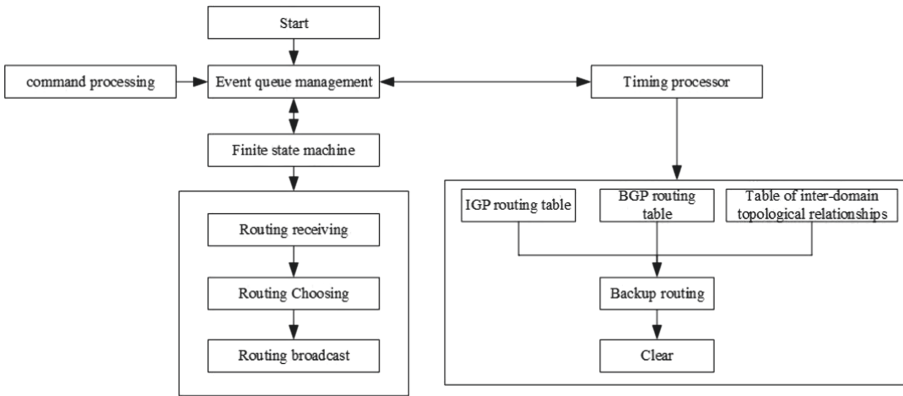 Start
command processing
Event queue management
Timing processor
Finite state machine
IGP routing table
BGP routing
table
Table of inter-domain
topological relationships
Routing receiving
Routing Choosing
Backup routing
Routing broadcast
Clear